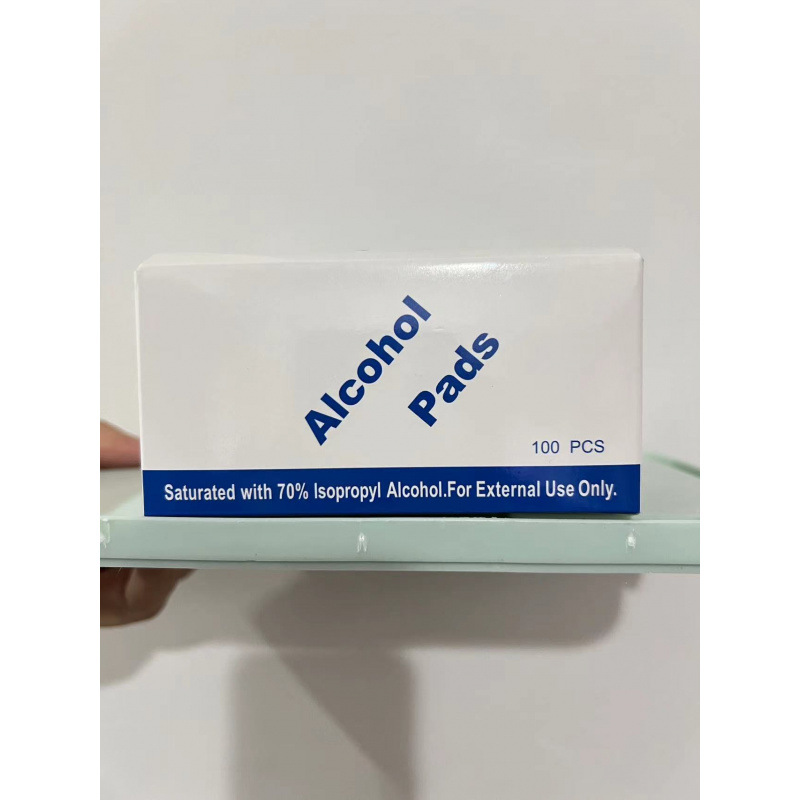 Alcohol
Pads
100 PCS
Saturated with 70% Isopropyl Alcohol.For External Use Only.